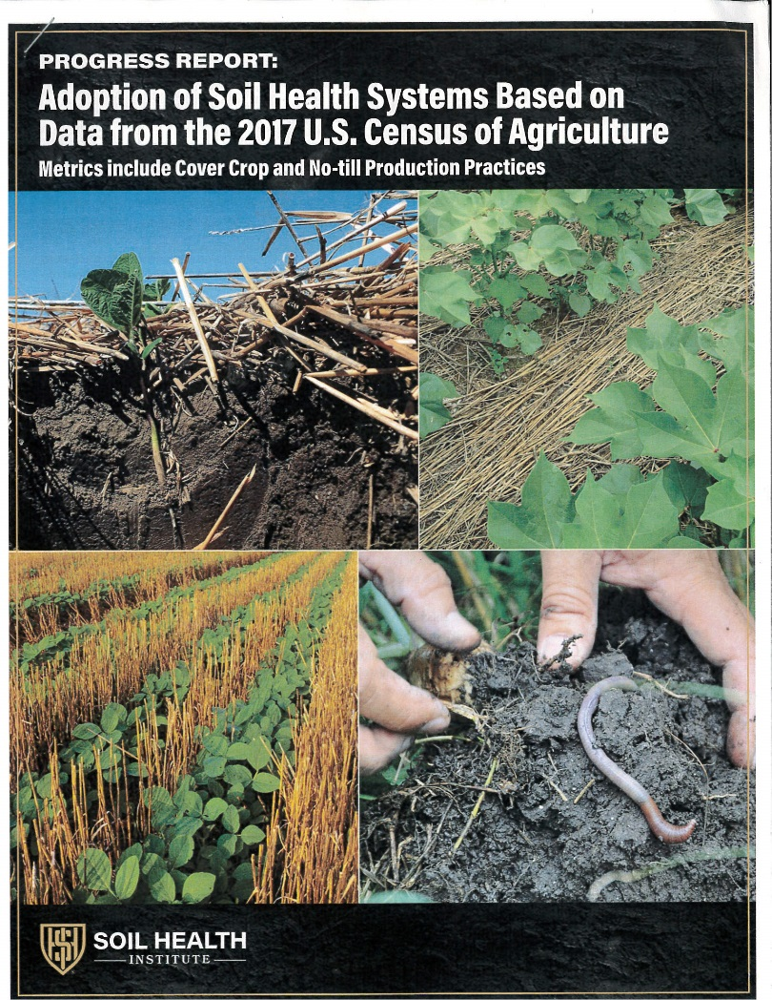 PROGRESS REPORT:
Adoption of Soil Health Systems Based on
Data from the 2017 U.S. Census of Agriculture
Metrics include Cover Crop and No-till Production Practices
SHI
SOIL HEALTH
INSTITUTE